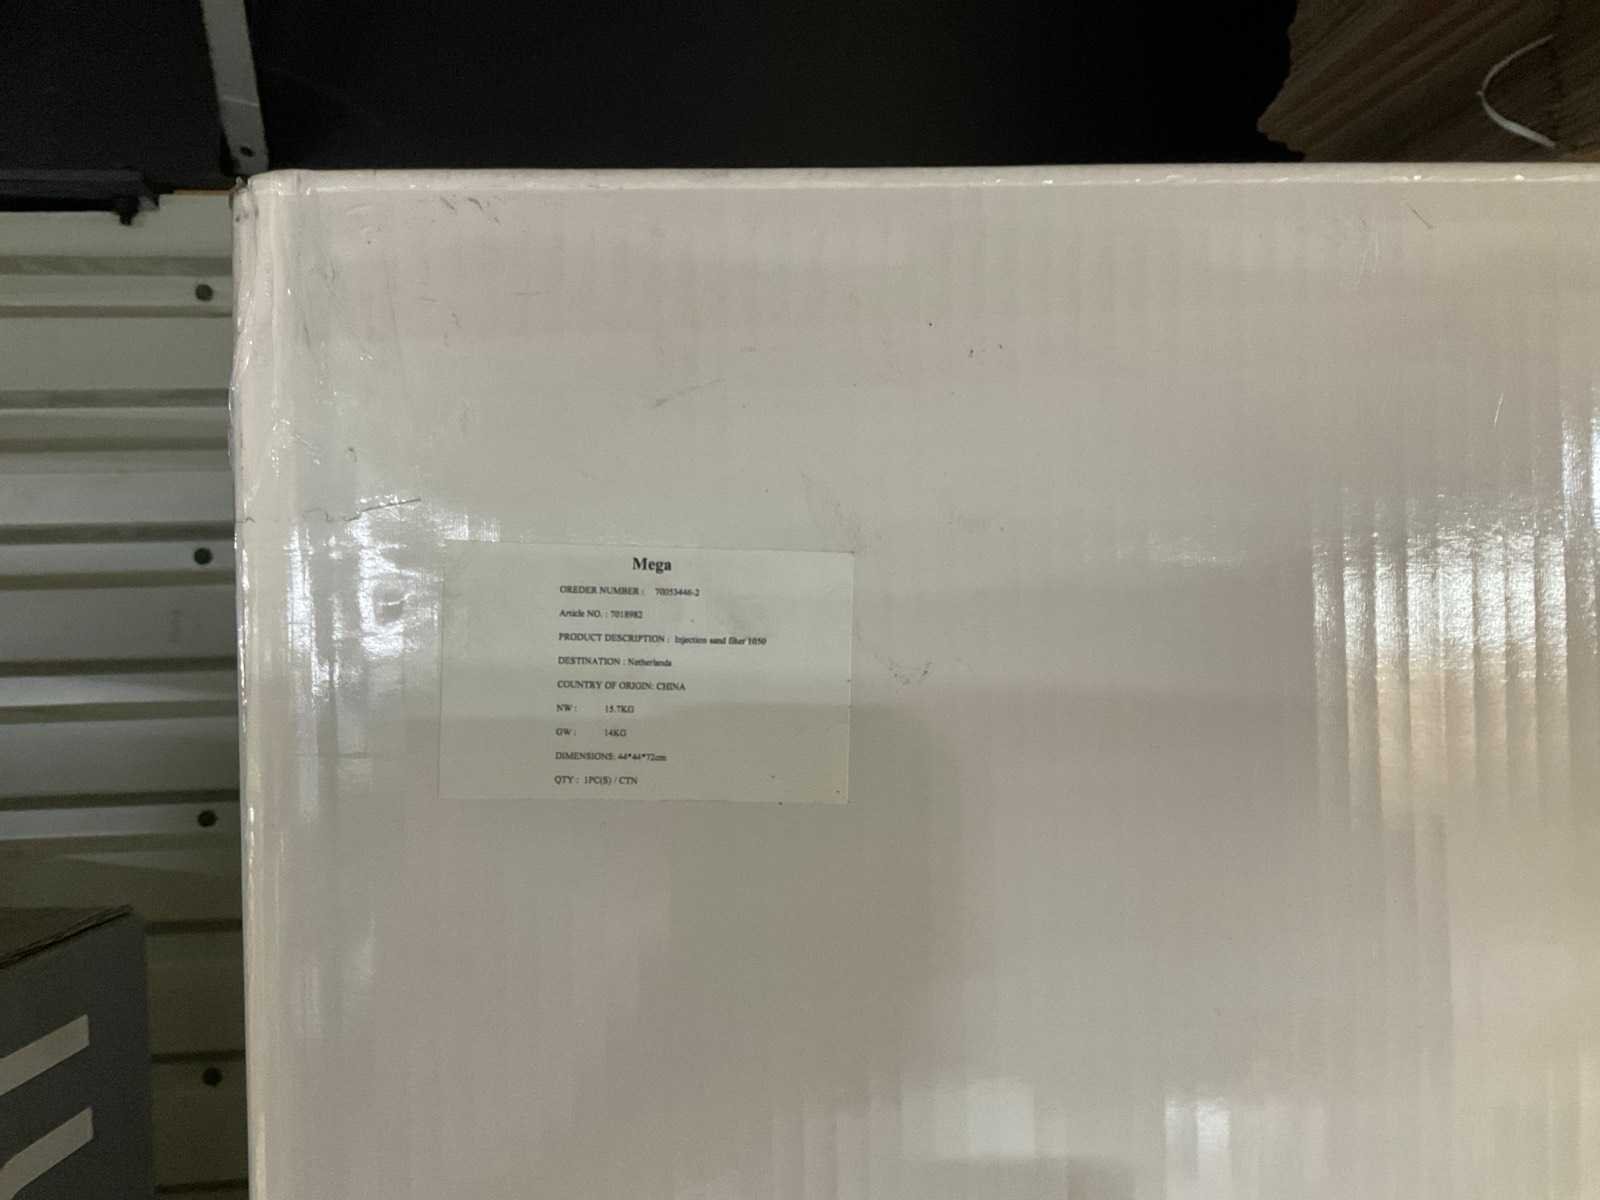 Mega
OREDER NUMBER : 70053446-2
Article NO. : 7018982
PRODUCT DESCRIPTION : Injection sand filter 1050
DESTINATION : Netherlands
COUNTRY OF ORIGIN: CHINA
NW : 15.7KG
GW : 14KG
DIMENSIONS: 44*44*72cm
QTY : 1PC(S) / CTN